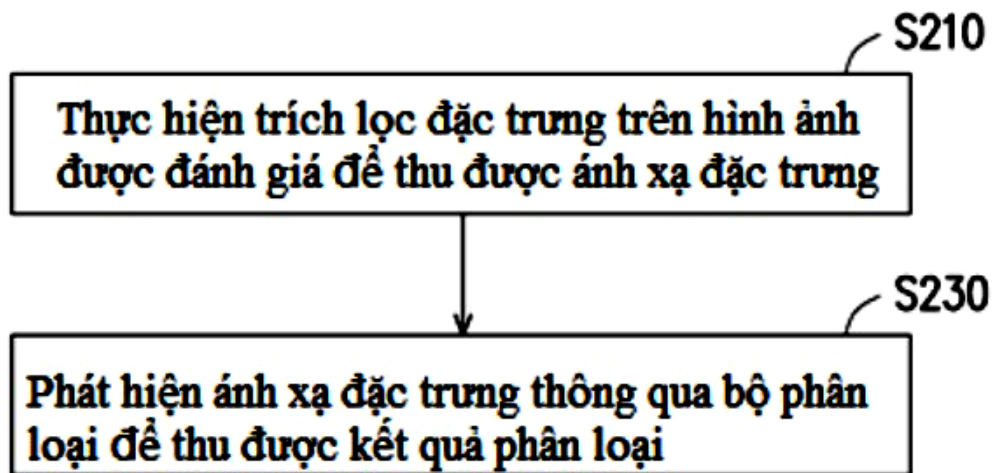 S210
Thực hiện trích lọc đặc trưng trên hình ảnh
được đánh giá để thu được ánh xạ đặc trưng
S230
Phát hiện ánh xạ đặc trưng thông qua bộ phân
loại để thu được kết quả phân loại